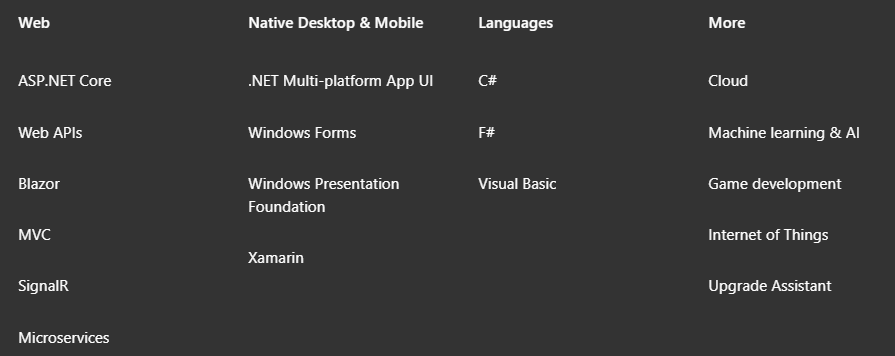 Web
ASP.NET Core
Web APIs
Blazor
MVC
SignalR
Microservices
Native Desktop & Mobile
.NET Multi-platform App UI
Windows Forms
Windows Presentation
Foundation
Xamarin
Languages
C#
F#
Visual Basic
More
Cloud
Machine learning & AI
Game development
Internet of Things
Upgrade Assistant